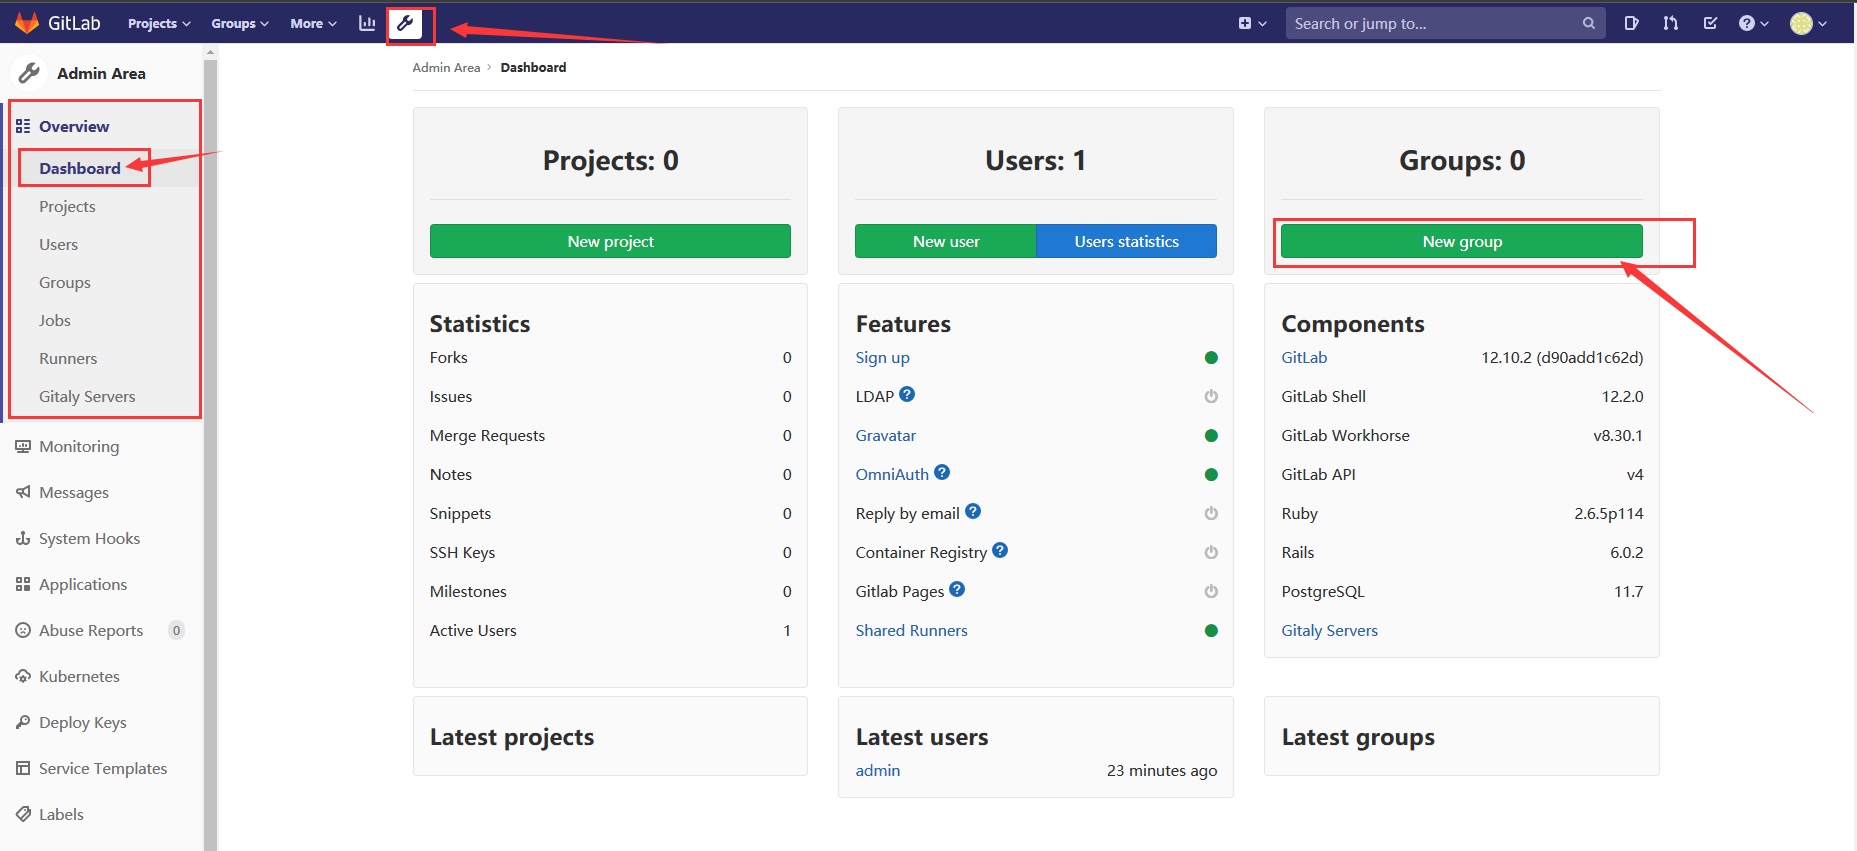 GitLab Projects Groups More Search or jump to...
Admin Area
Overview
Dashboard
Projects
Users
Groups
Jobs
Runners
Gitaly Servers
Monitoring
Messages
System Hooks
Applications
Abuse Reports 0
Kubernetes
Deploy Keys
Service Templates
Labels
Admin Area › Dashboard
Projects: 0
New project
Users: 1
New user Users statistics
Groups: 0
New group
Statistics
Forks 0
Issues 0
Merge Requests 0
Notes 0
Snippets 0
SSH Keys 0
Milestones 0
Active Users 1
Features
Sign up
LDAP ?
Gravatar
OmniAuth ?
Reply by email ?
Container Registry ?
Gitlab Pages ?
Shared Runners
Components
GitLab 12.10.2 (d90add1c62d)
GitLab Shell 12.2.0
GitLab Workhorse v8.30.1
GitLab API v4
Ruby 2.6.5p114
Rails 6.0.2
PostgreSQL 11.7
Gitaly Servers
Latest projects
Latest users
admin 23 minutes ago
Latest groups